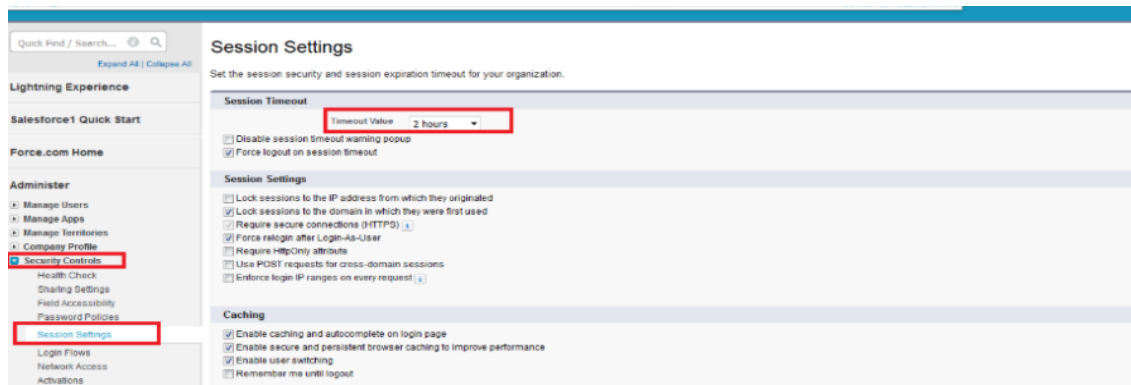 Quick Find / Search...
Expand All | Collapse All
Lightning Experience
Salesforce1 Quick Start
Force.com Home
Administer
Manage Users
Manage Apps
Manage Territories
Company Profile
Security Controls
Health Check
Sharing Settings
Field Accessibility
Password Policies
Session Settings
Login Flows
Network Access
Activations
Session Settings
Set the session security and session expiration timeout for your organization.
Session Timeout
Timeout Value 2 hours
Disable session timeout warning popup
Force logout on session timeout
Session Settings
Lock sessions to the IP address from which they originated
Lock sessions to the domain in which they were first used
Require secure connections (HTTPS) i
Force relogin after Login-As-User
Require HttpOnly attribute
Use POST requests for cross-domain sessions
Enforce login IP ranges on every request i
Caching
Enable caching and autocomplete on login page
Enable secure and persistent browser caching to improve performance
Enable user switching
Remember me until logout